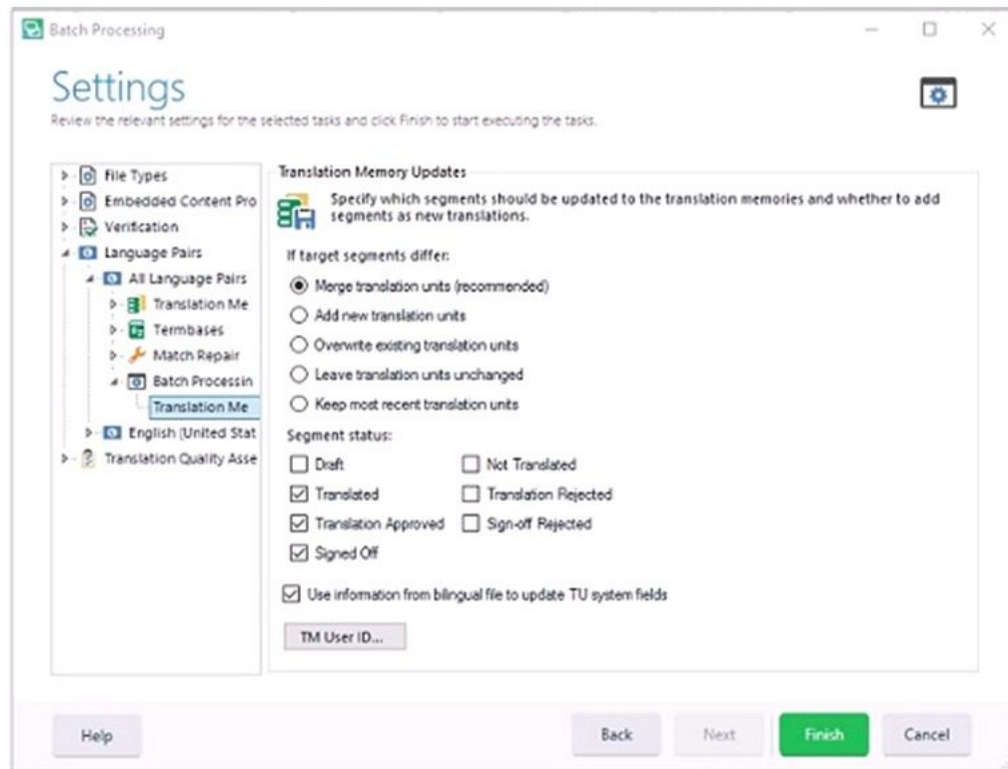 Batch Processing
Settings
Review the relevant settings for the selected tasks and click Finish to start executing the tasks.
File Types
Embedded Content Pro
Verification
Language Pairs
All Language Pairs
Translation Me
Termbases
Match Repair
Batch Processin
Translation Me
English (United Stat
Translation Quality Asse
Translation Memory Updates
Specify which segments should be updated to the translation memories and whether to add
segments as new translations.
If target segments differ:
Merge translation units (recommended)
Add new translation units
Overwrite existing translation units
Leave translation units unchanged
Keep most recent translation units
Segment status:
Draft
Not Translated
Translated
Translation Rejected
Translation Approved
Sign-off Rejected
Signed Off
Use information from bilingual file to update TU system fields
TM User ID...
Help
Back
Next
Finish
Cancel